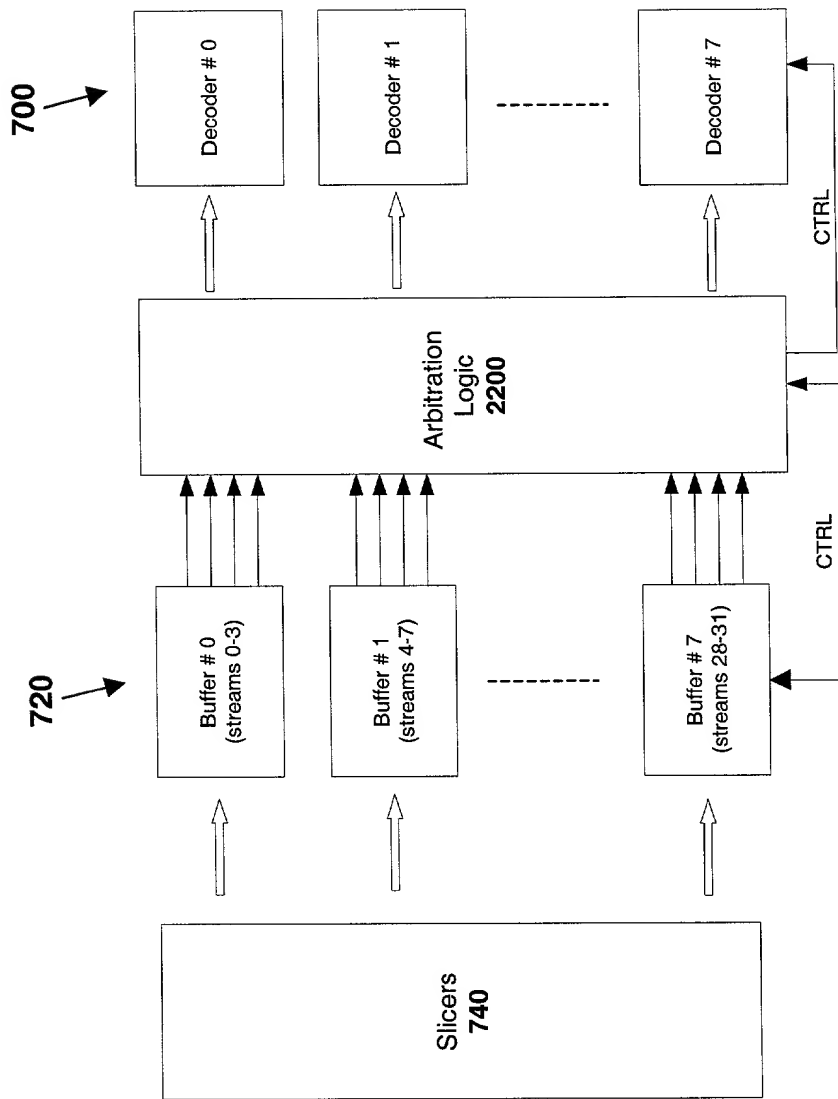 700
Decoder # 0
Decoder # 1
Decoder # 7
CTRL
Arbitration
Logic
2200
CTRL
720
Buffer # 0
(streams 0-3)
Buffer # 1
(streams 4-7)
Buffer # 7
(streams 28-31)
Slicers
740